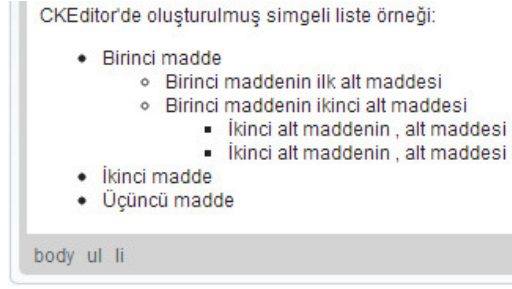 CKEditor'de oluşturulmuş simgeli liste örneği:
Birinci madde
Birinci maddenin ilk alt maddesi
Birinci maddenin ikinci alt maddesi
İkinci alt maddenin , alt maddesi
İkinci alt maddenin , alt maddesi
İkinci madde
Üçüncü madde
body ul li